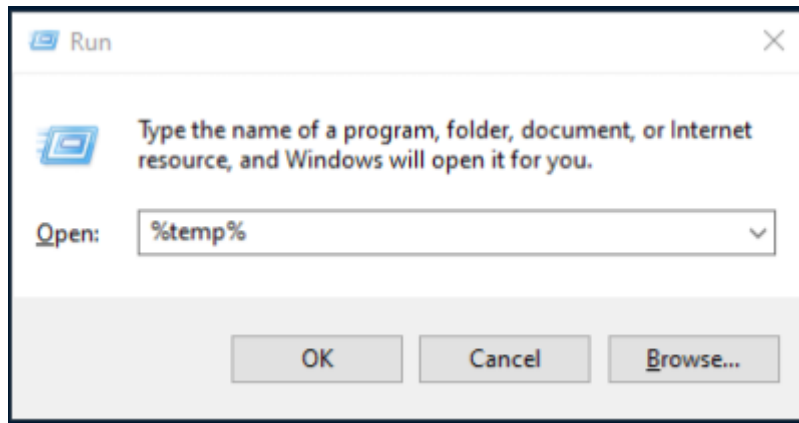 Run
Type the name of a program, folder, document, or Internet
resource, and Windows will open it for you.
Open: %temp%
OK Cancel Browse...